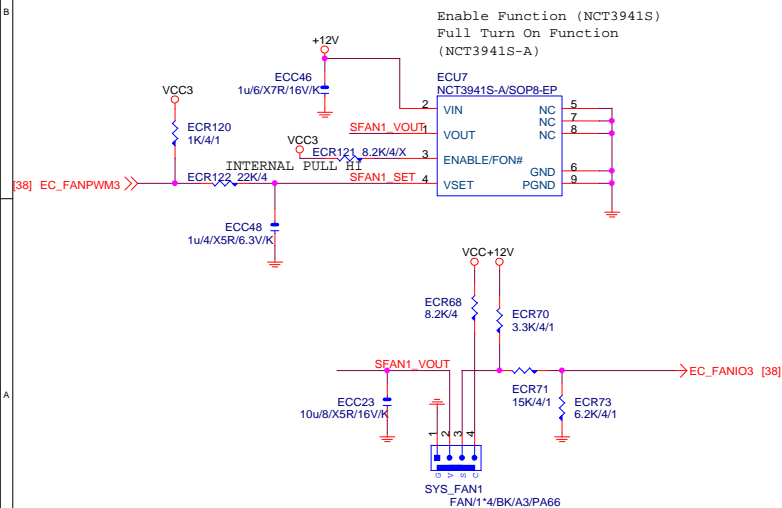 B
Enable Function (NCT3941S)
Full Turn On Function
(NCT3941S-A)
+12V
ECC46
1u/6/X7R/16V/K
ECU7
NCT3941S-A/SOP8-EP
VCC3
ECR120
1K/4/1
2 VIN
NC 5
NC 7
SFAN1_VOUT 1 VOUT
NC 8
VCC3
ECR121 8.2K/4/X
3 ENABLE/FON#
INTERNAL PULL HI
GND 6
[38] EC_FANPWM3
ECR122 22K/4
SFAN1_SET 4 VSET
PGND 9
ECC48
1u/4/X5R/6.3V/K
VCC +12V
ECR68
8.2K/4
ECR70
3.3K/4/1
A
SFAN1_VOUT
EC_FANIO3 [38]
ECR71
15K/4/1
ECC23
10u/8/X5R/16V/K
ECR73
6.2K/4/1
1 2 3 4
G V S C
SYS_FAN1
FAN/1*4/BK/A3/PA66